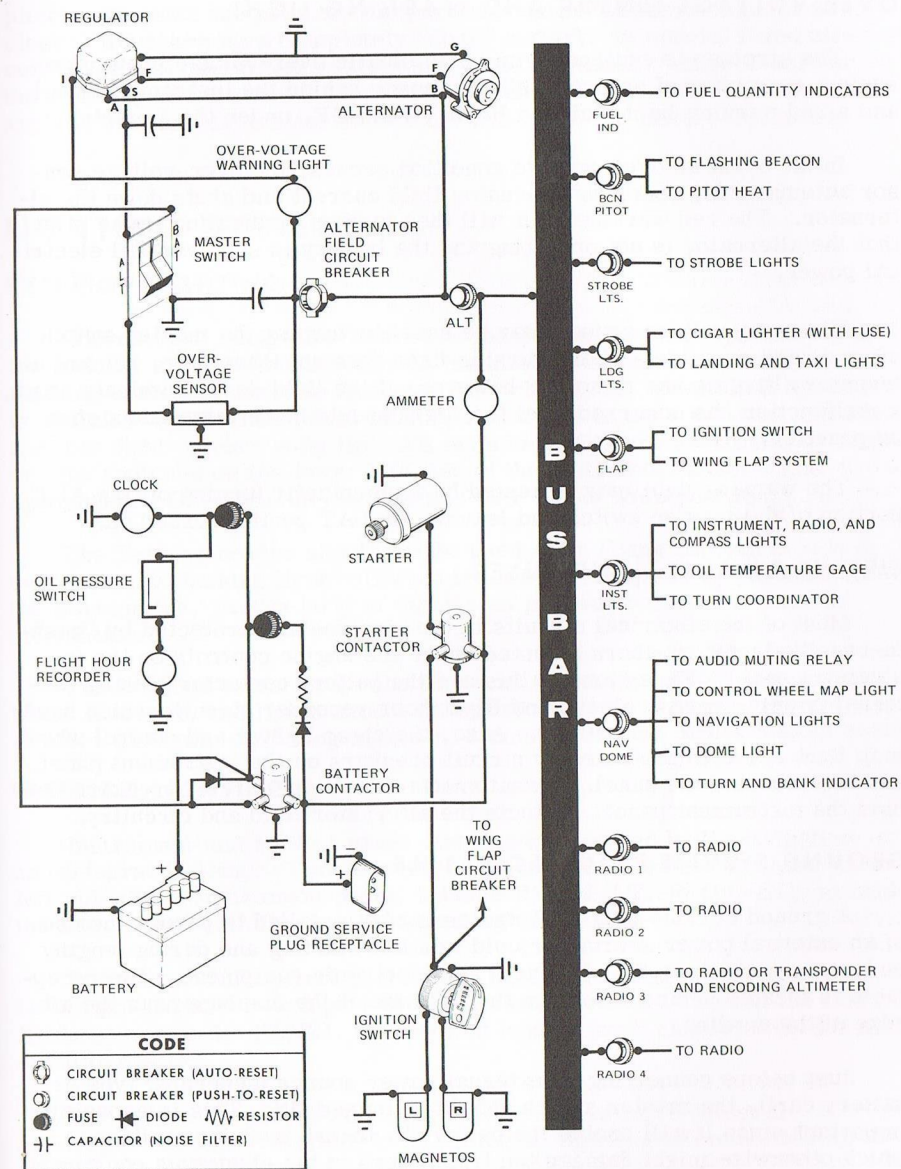 REGULATOR
I
F
S
A
G
F
B
ALTERNATOR
OVER-VOLTAGE
WARNING LIGHT
ALT
BAT
MASTER
SWITCH
ALTERNATOR
FIELD
CIRCUIT
BREAKER
ALT
OVER-
VOLTAGE
SENSOR
AMMETER
CLOCK
STARTER
OIL PRESSURE
SWITCH
STARTER
CONTACTOR
FLIGHT HOUR
RECORDER
BATTERY
CONTACTOR
TO
WING
FLAP
CIRCUIT
BREAKER
+
−
+
GROUND SERVICE
PLUG RECEPTACLE
BATTERY
IGNITION
SWITCH
L
R
MAGNETOS
BUS BAR
FUEL
IND
TO FUEL QUANTITY INDICATORS
BCN
PITOT
TO FLASHING BEACON
TO PITOT HEAT
STROBE
LTS.
TO STROBE LIGHTS
LDG
LTS.
TO CIGAR LIGHTER (WITH FUSE)
TO LANDING AND TAXI LIGHTS
FLAP
TO IGNITION SWITCH
TO WING FLAP SYSTEM
INST
LTS.
TO INSTRUMENT, RADIO, AND
COMPASS LIGHTS
TO OIL TEMPERATURE GAGE
TO TURN COORDINATOR
NAV
DOME
TO AUDIO MUTING RELAY
TO CONTROL WHEEL MAP LIGHT
TO NAVIGATION LIGHTS
TO DOME LIGHT
TO TURN AND BANK INDICATOR
RADIO 1
TO RADIO
RADIO 2
TO RADIO
RADIO 3
TO RADIO OR TRANSPONDER
AND ENCODING ALTIMETER
RADIO 4
TO RADIO
CODE
CIRCUIT BREAKER (AUTO-RESET)
CIRCUIT BREAKER (PUSH-TO-RESET)
FUSE DIODE RESISTOR
CAPACITOR (NOISE FILTER)